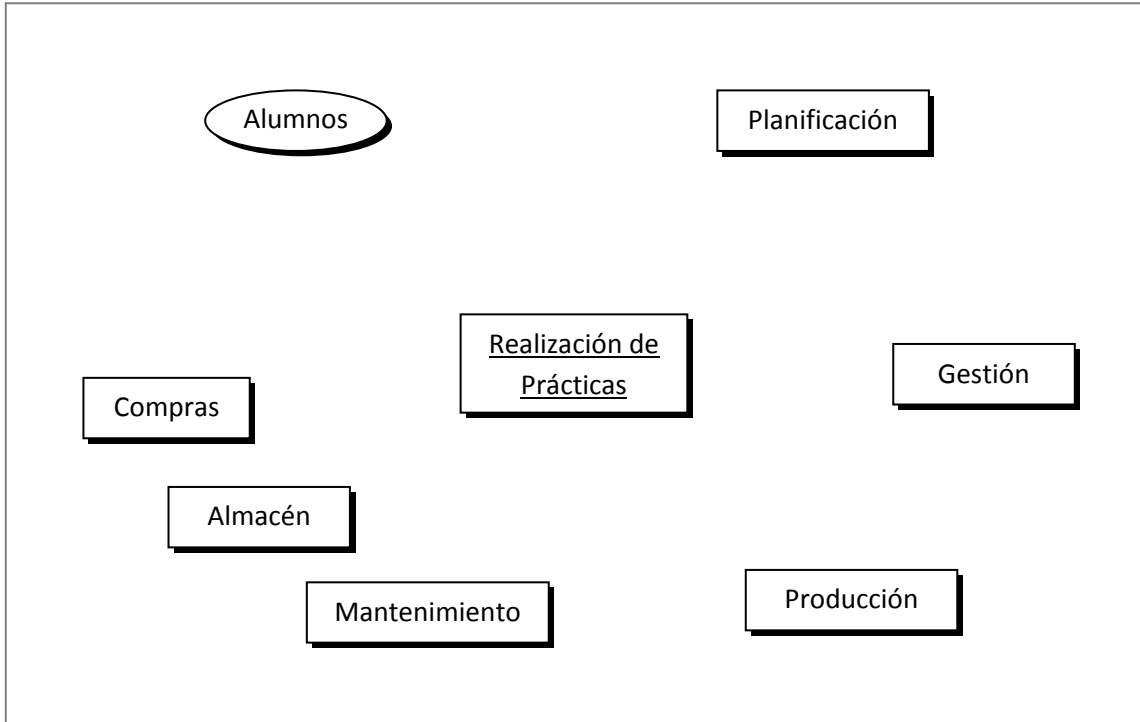 Alumnos
Planificación
Realización de
Prácticas
Gestión
Compras
Almacén
Mantenimiento
Producción